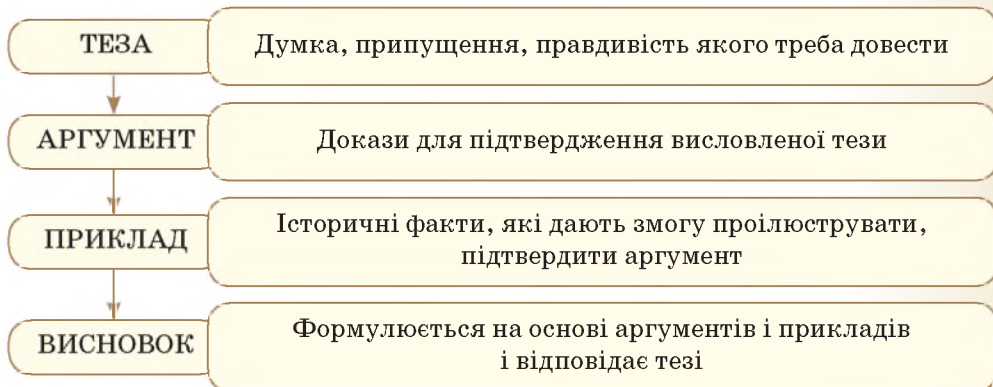 ТЕЗА
Думка, припущення, правдивість якого треба довести
АРГУМЕНТ
Докази для підтвердження висловленої тези
ПРИКЛАД
Історичні факти, які дають змогу проілюструвати,
підтвердити аргумент
ВИСНОВОК
Формулюється на основі аргументів і прикладів
і відповідає тезі